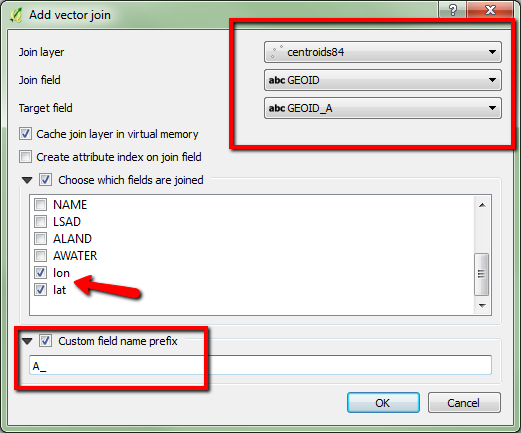 Add vector join
?
Join layer
centroids84
Join field
abc GEOID
Target field
abc GEOID_A
Cache join layer in virtual memory
Create attribute index on join field
Choose which fields are joined
NAME
LSAD
ALAND
AWATER
lon
lat
Custom field name prefix
A_
OK
Cancel